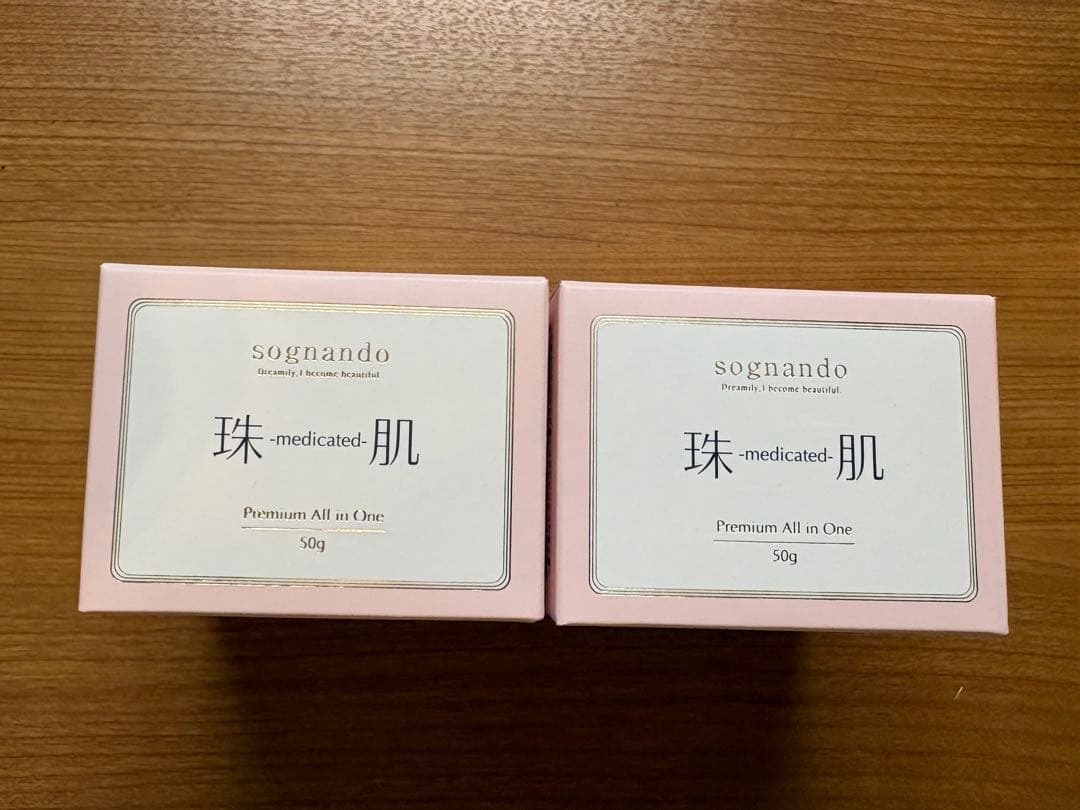 sognando
Dreamily, I become beautiful.
珠 -medicated- 肌
Premium All in One
50g
sognando
Dreamily, I become beautiful.
珠 -medicated- 肌
Premium All in One
50g